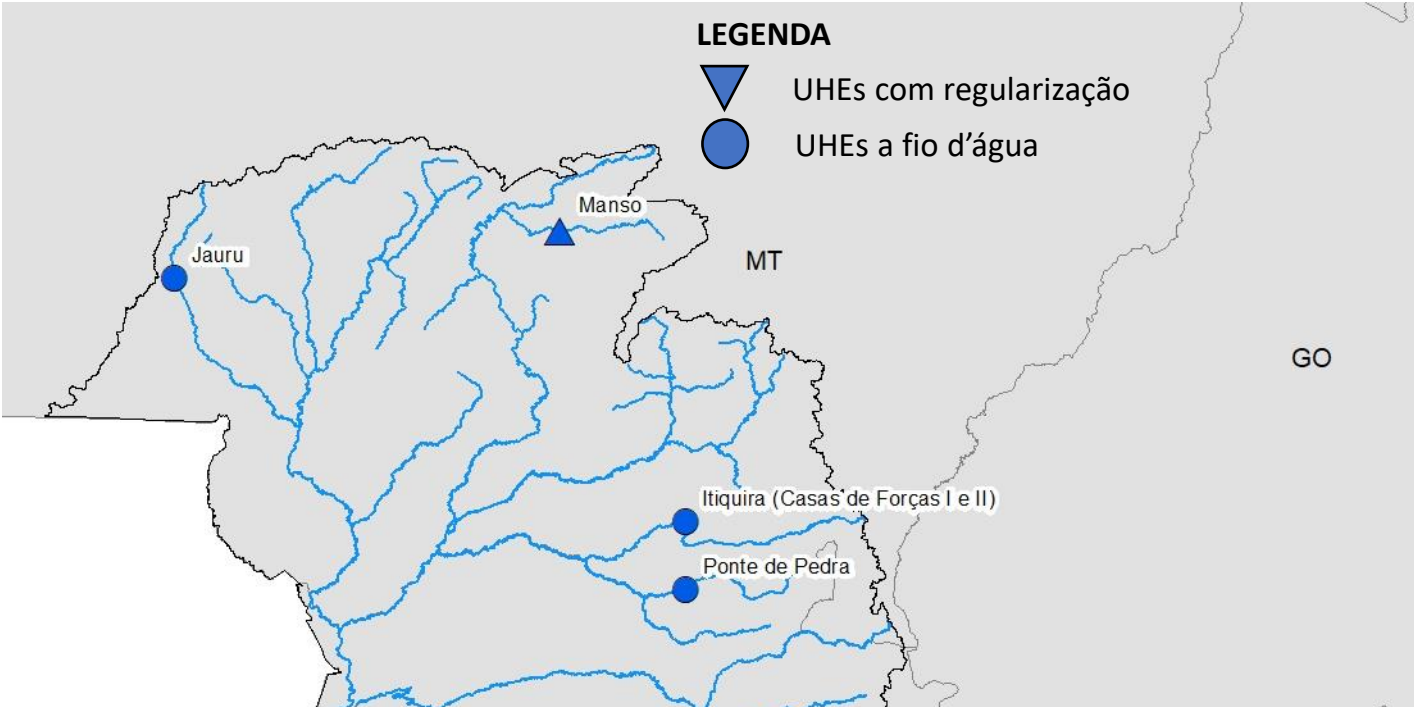 LEGENDA
UHEs com regularização
UHEs a fio d’água
Manso
Jauru
MT
GO
Itiquira (Casas de Forças I e II)
Ponte de Pedra